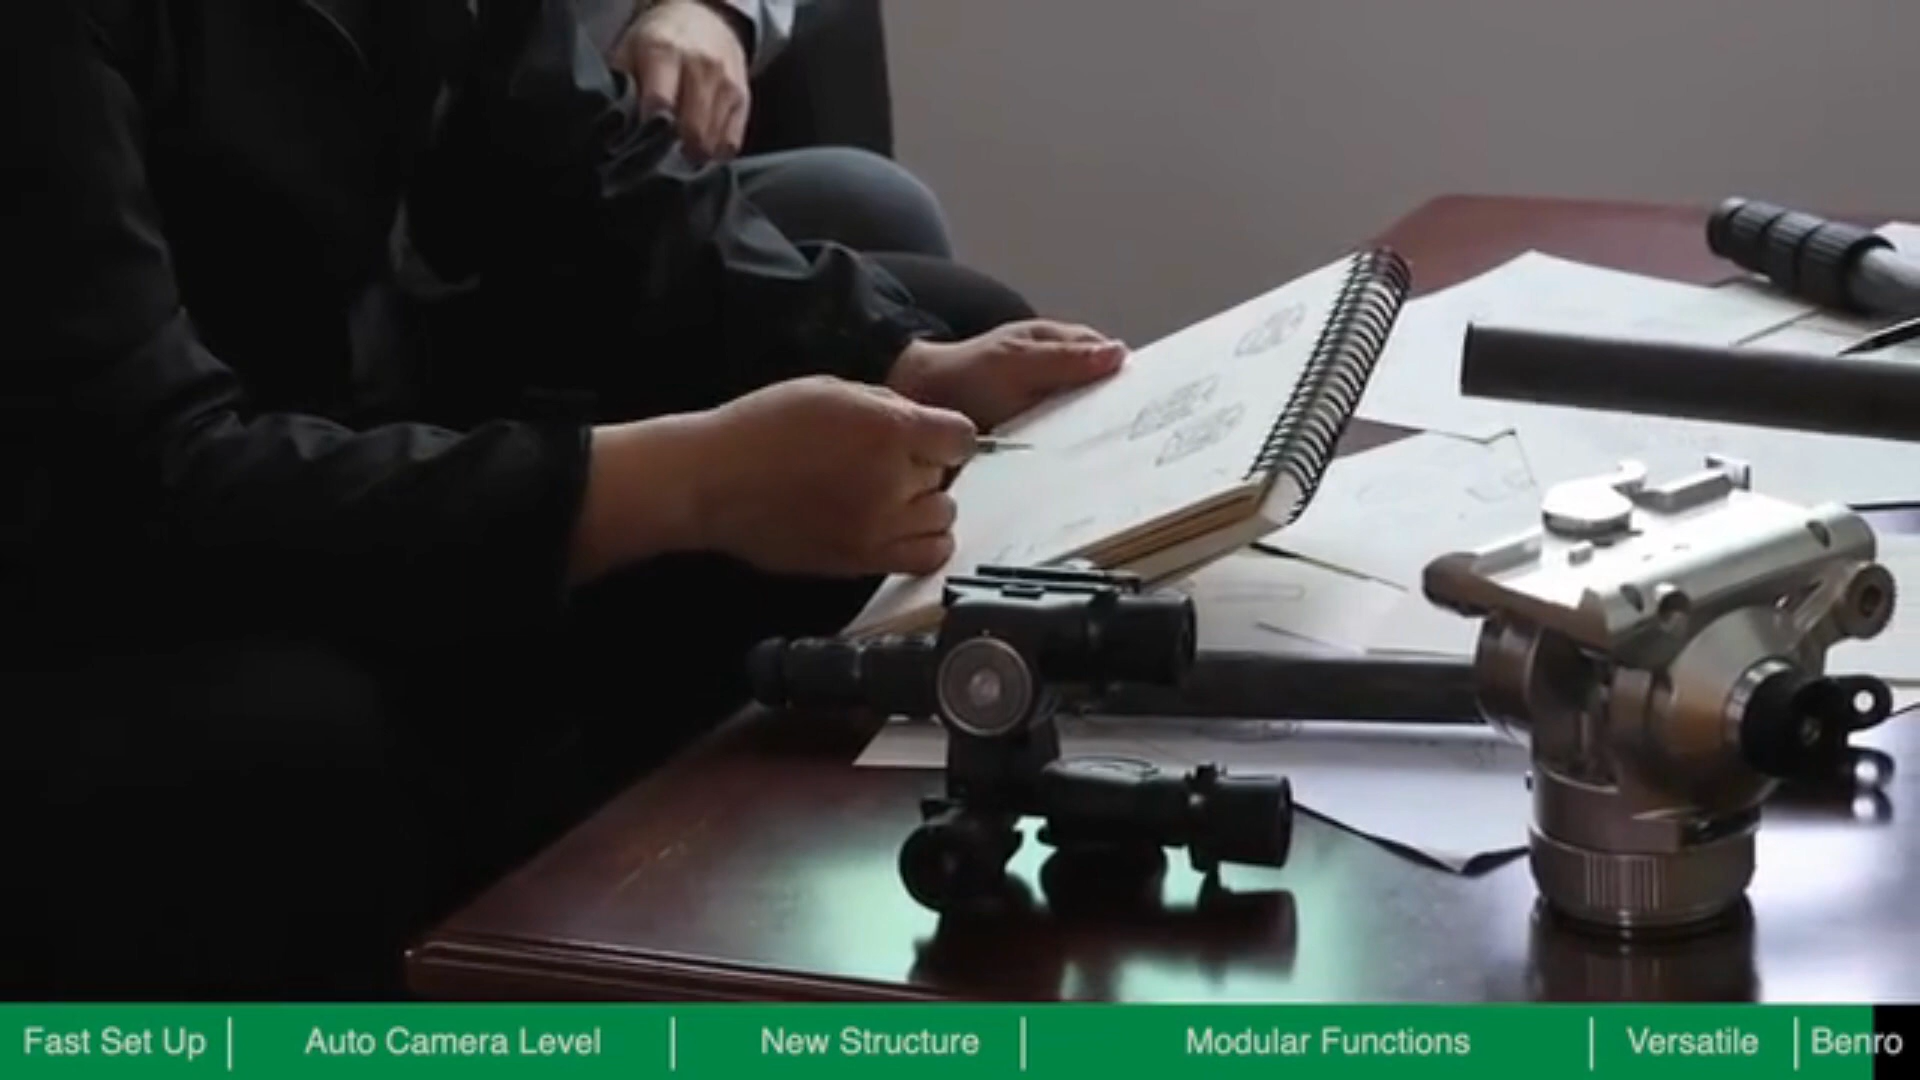 Fast Set Up
Auto Camera Level
New Structure
Modular Functions
Versatile
Benro